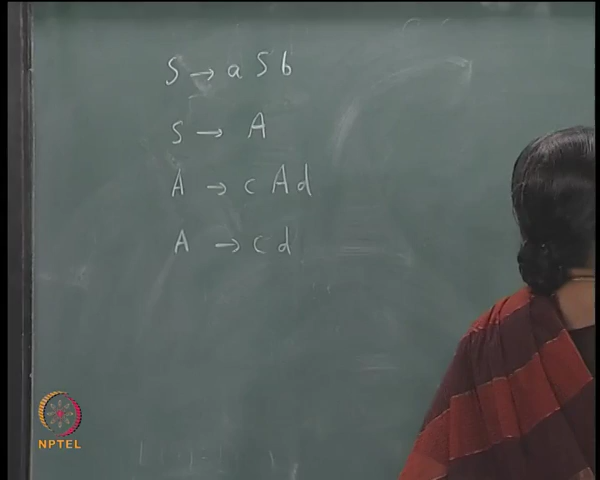 S → a S b
S → A
A → c A d
A → c d
NPTEL